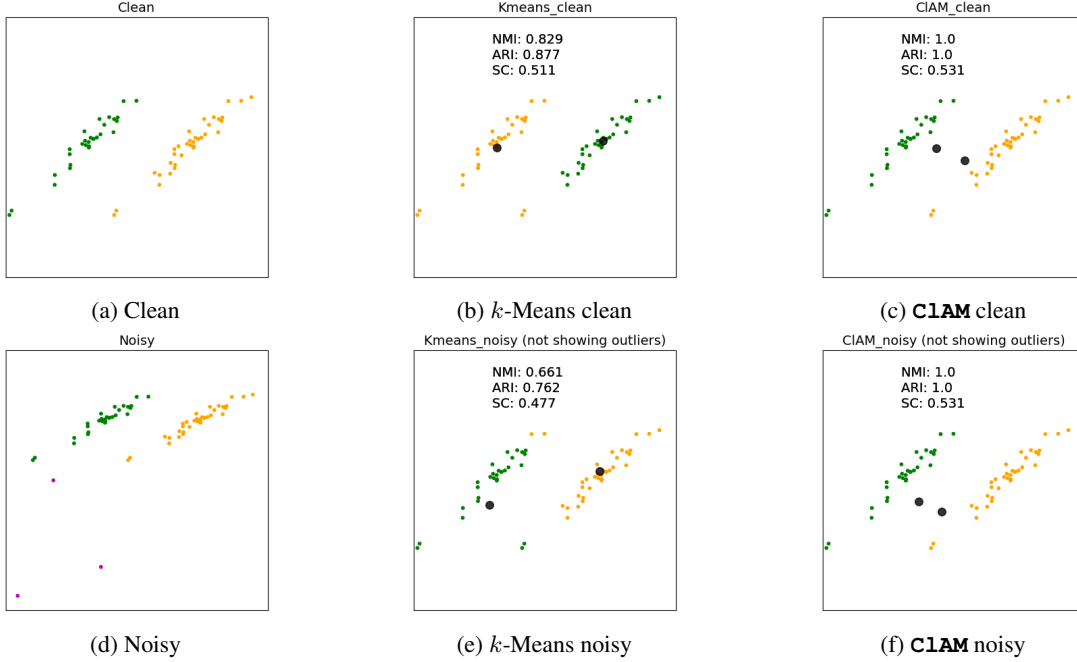 Clean
Kmeans_clean
ClAM_clean
NMI: 0.829
ARI: 0.877
SC: 0.511
NMI: 1.0
ARI: 1.0
SC: 0.531
(a) Clean
(b) k-Means clean
(c) ClAM clean
Noisy
Kmeans_noisy (not showing outliers)
ClAM_noisy (not showing outliers)
NMI: 0.661
ARI: 0.762
SC: 0.477
NMI: 1.0
ARI: 1.0
SC: 0.531
(d) Noisy
(e) k-Means noisy
(f) ClAM noisy